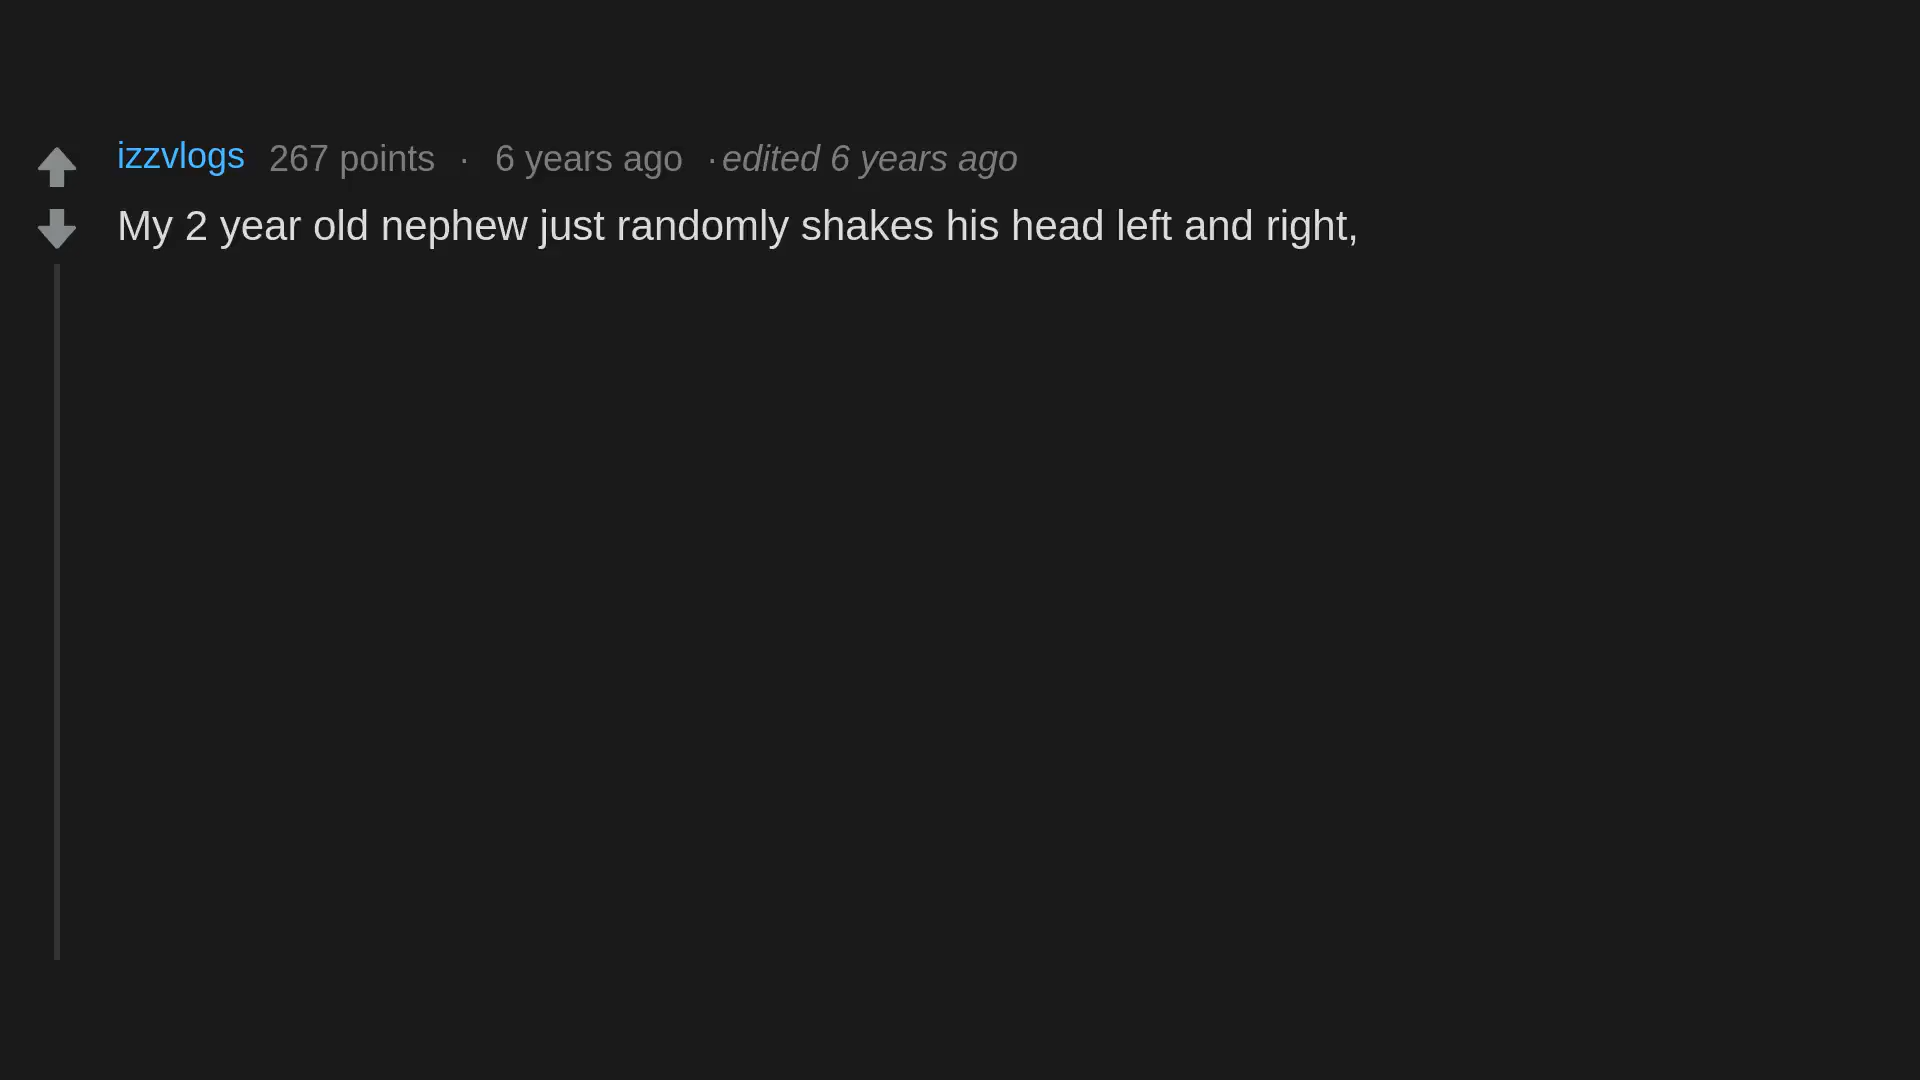 izzvlogs 267 points · 6 years ago · edited 6 years ago
My 2 year old nephew just randomly shakes his head left and right,